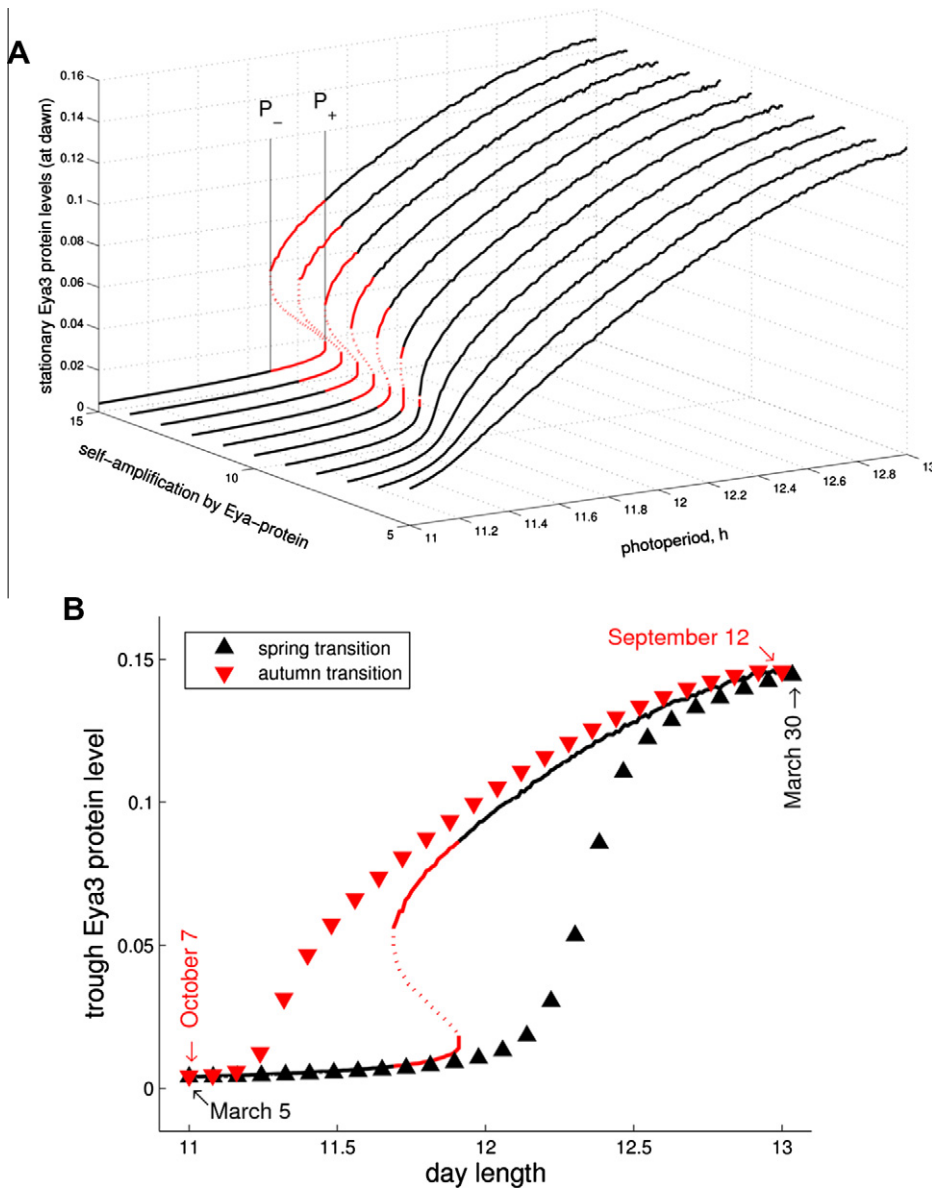 A
P_
P+
stationary Eya3 protein levels (at dawn)
0.16
0.14
0.12
0.1
0.08
0.06
0.04
0.02
0
15
10
5
self-amplification by Eya-protein
11
11.2
11.4
11.6
11.8
12
12.2
12.4
12.6
12.8
13
photoperiod, h
B
spring transition
autumn transition
September 12
March 30
October 7
March 5
trough Eya3 protein level
0.15
0.1
0.05
0
11
11.5
12
12.5
13
day length